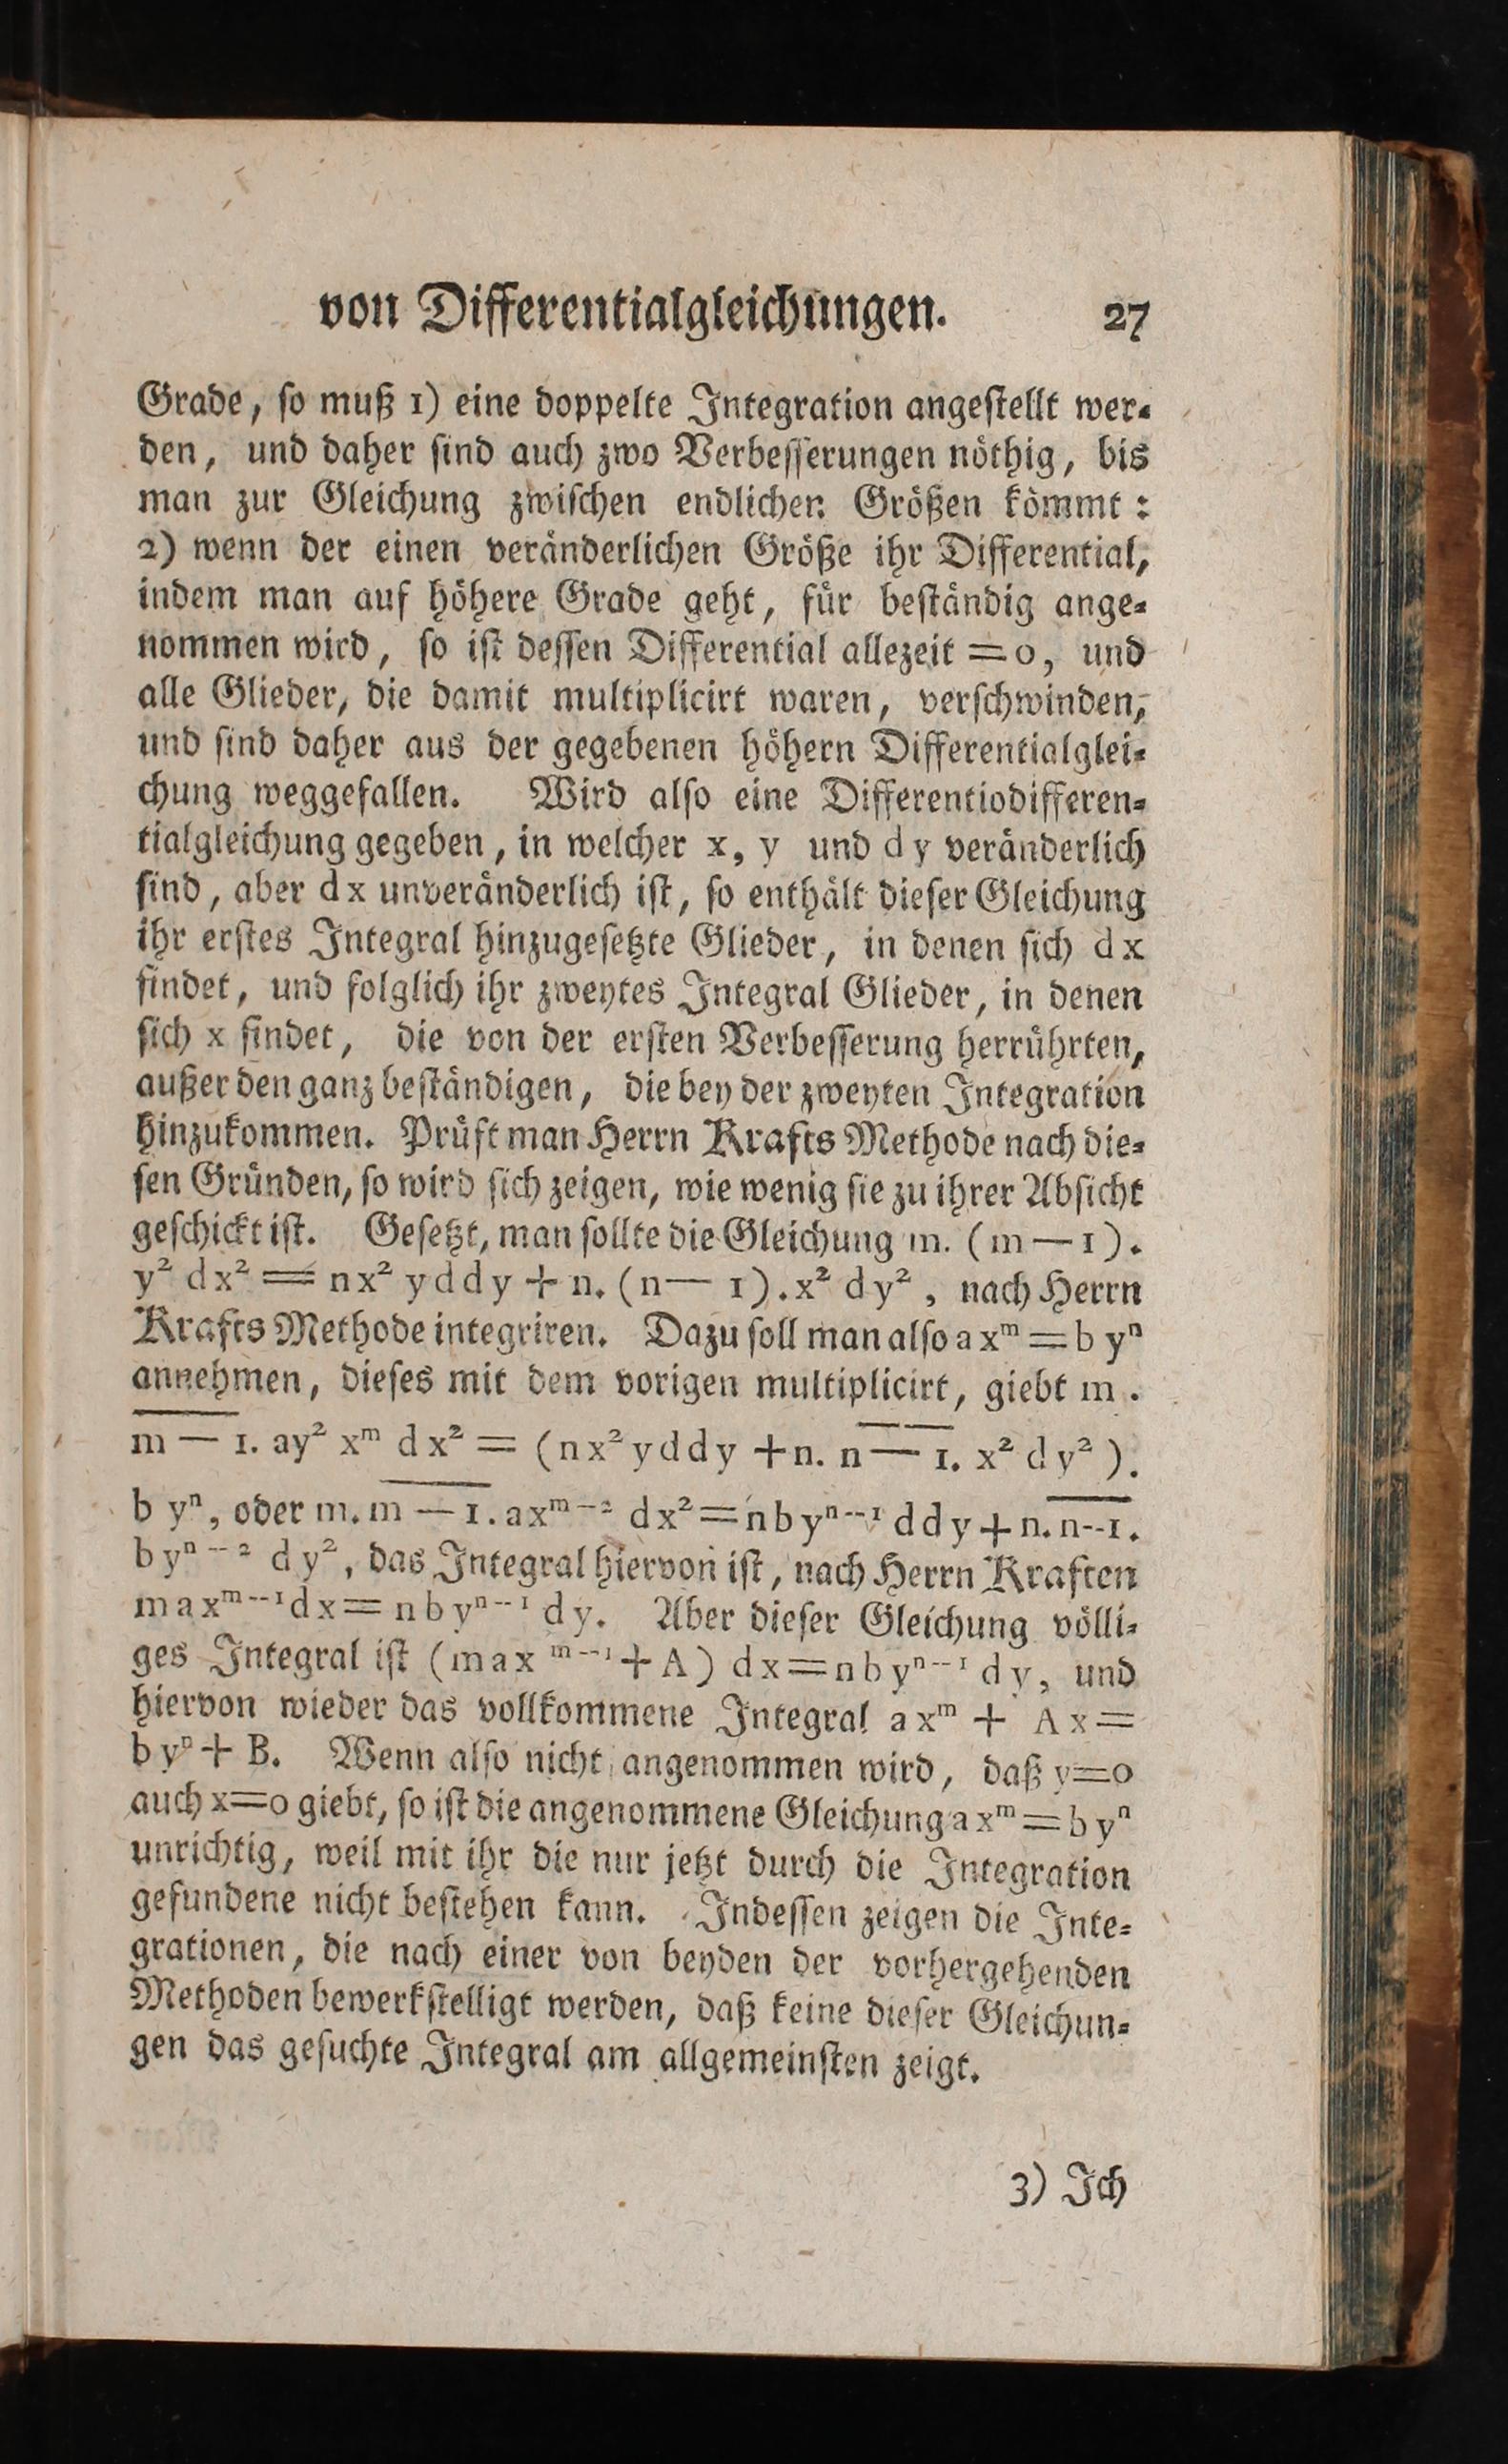 von Differentialgleichungen. 27
Grade, ſo muß 1) eine doppelte Integration angeſtellt wer⸗
den, und daher ſind auch zwo Verbeſſerungen nöthig, bis
man zur Gleichung zwiſchen endlichen Größen kömmt:
2) wenn der einen veränderlichen Größe ihr Differential,
indem man auf höhere Grade geht, für beſtändig ange⸗
nommen wird, ſo iſt deſſen Differential allezeit =0, und
alle Glieder, die damit multiplicirt waren, verſchwinden,
und ſind daher aus der gegebenen höhern Differentialglei⸗
chung weggefallen. Wird alſo eine Differentiodifferen⸗
tialgleichung gegeben, in welcher x, y und dy veränderlich
ſind, aber dx unveränderlich iſt, ſo enthält dieſer Gleichung
ihr erſtes Integral hinzugeſetzte Glieder, in denen ſich dx
findet, und folglich ihr zweytes Integral Glieder, in denen
ſich x findet, die von der erſten Verbeſſerung herrührten,
außer den ganz beſtändigen, die bey der zweyten Integration
hinzukommen. Prüft man Herrn Krafts Methode nach die⸗
ſen Gründen, ſo wird ſich zeigen, wie wenig ſie zu ihrer Abſicht
geſchickt iſt. Geſetzt, man ſollte die Gleichung m. (m — 1).
y² dx² = nx² yddy + n. (n — 1). x² dy², nach Herrn
Krafts Methode integriren. Dazu ſoll man alſo a xᵐ = b yⁿ
annehmen, dieſes mit dem vorigen multiplicirt, giebt m.
m̅ ̅—̅ ̅1̅. ay² xᵐ dx² = (nx² yddy + n. n̅ ̅—̅ ̅1̅. x² dy²).
b yⁿ, oder m. m̅ ̅—̅ ̅1̅. axᵐ⁻² dx² = nbyⁿ⁻¹ ddy + n. n̅-̅-̅1̅.
byⁿ⁻² dy², das Integral hiervon iſt, nach Herrn Kraften
maxᵐ⁻¹dx = nbyⁿ⁻¹ dy. Aber dieſer Gleichung völli⸗
ges Integral iſt (maxᵐ⁻¹ + A) dx = nbyⁿ⁻¹ dy, und
hiervon wieder das vollkommene Integral axᵐ + Ax =
byⁿ + B. Wenn alſo nicht angenommen wird, daß y=0
auch x=0 giebt, ſo iſt die angenommene Gleichung a xᵐ = b yⁿ
unrichtig, weil mit ihr die nur jetzt durch die Integration
gefundene nicht beſtehen kann. Indeſſen zeigen die Inte⸗
grationen, die nach einer von beyden der vorhergehenden
Methoden bewerkſtelligt werden, daß keine dieſer Gleichun⸗
gen das geſuchte Integral am allgemeinſten zeigt.
3) Ich